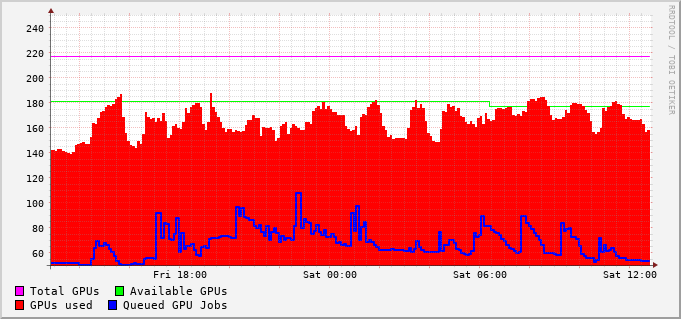 RRDTOOL / TOBI OETIKER
240
220
200
180
160
140
120
100
80
60
Fri 18:00 Sat 00:00 Sat 06:00 Sat 12:00
Total GPUs Available GPUs
GPUs used Queued GPU Jobs